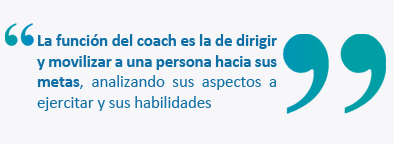 “La función del coach es la de dirigir
y movilizar a una persona hacia sus
metas, analizando sus aspectos a
ejercitar y sus habilidades ”